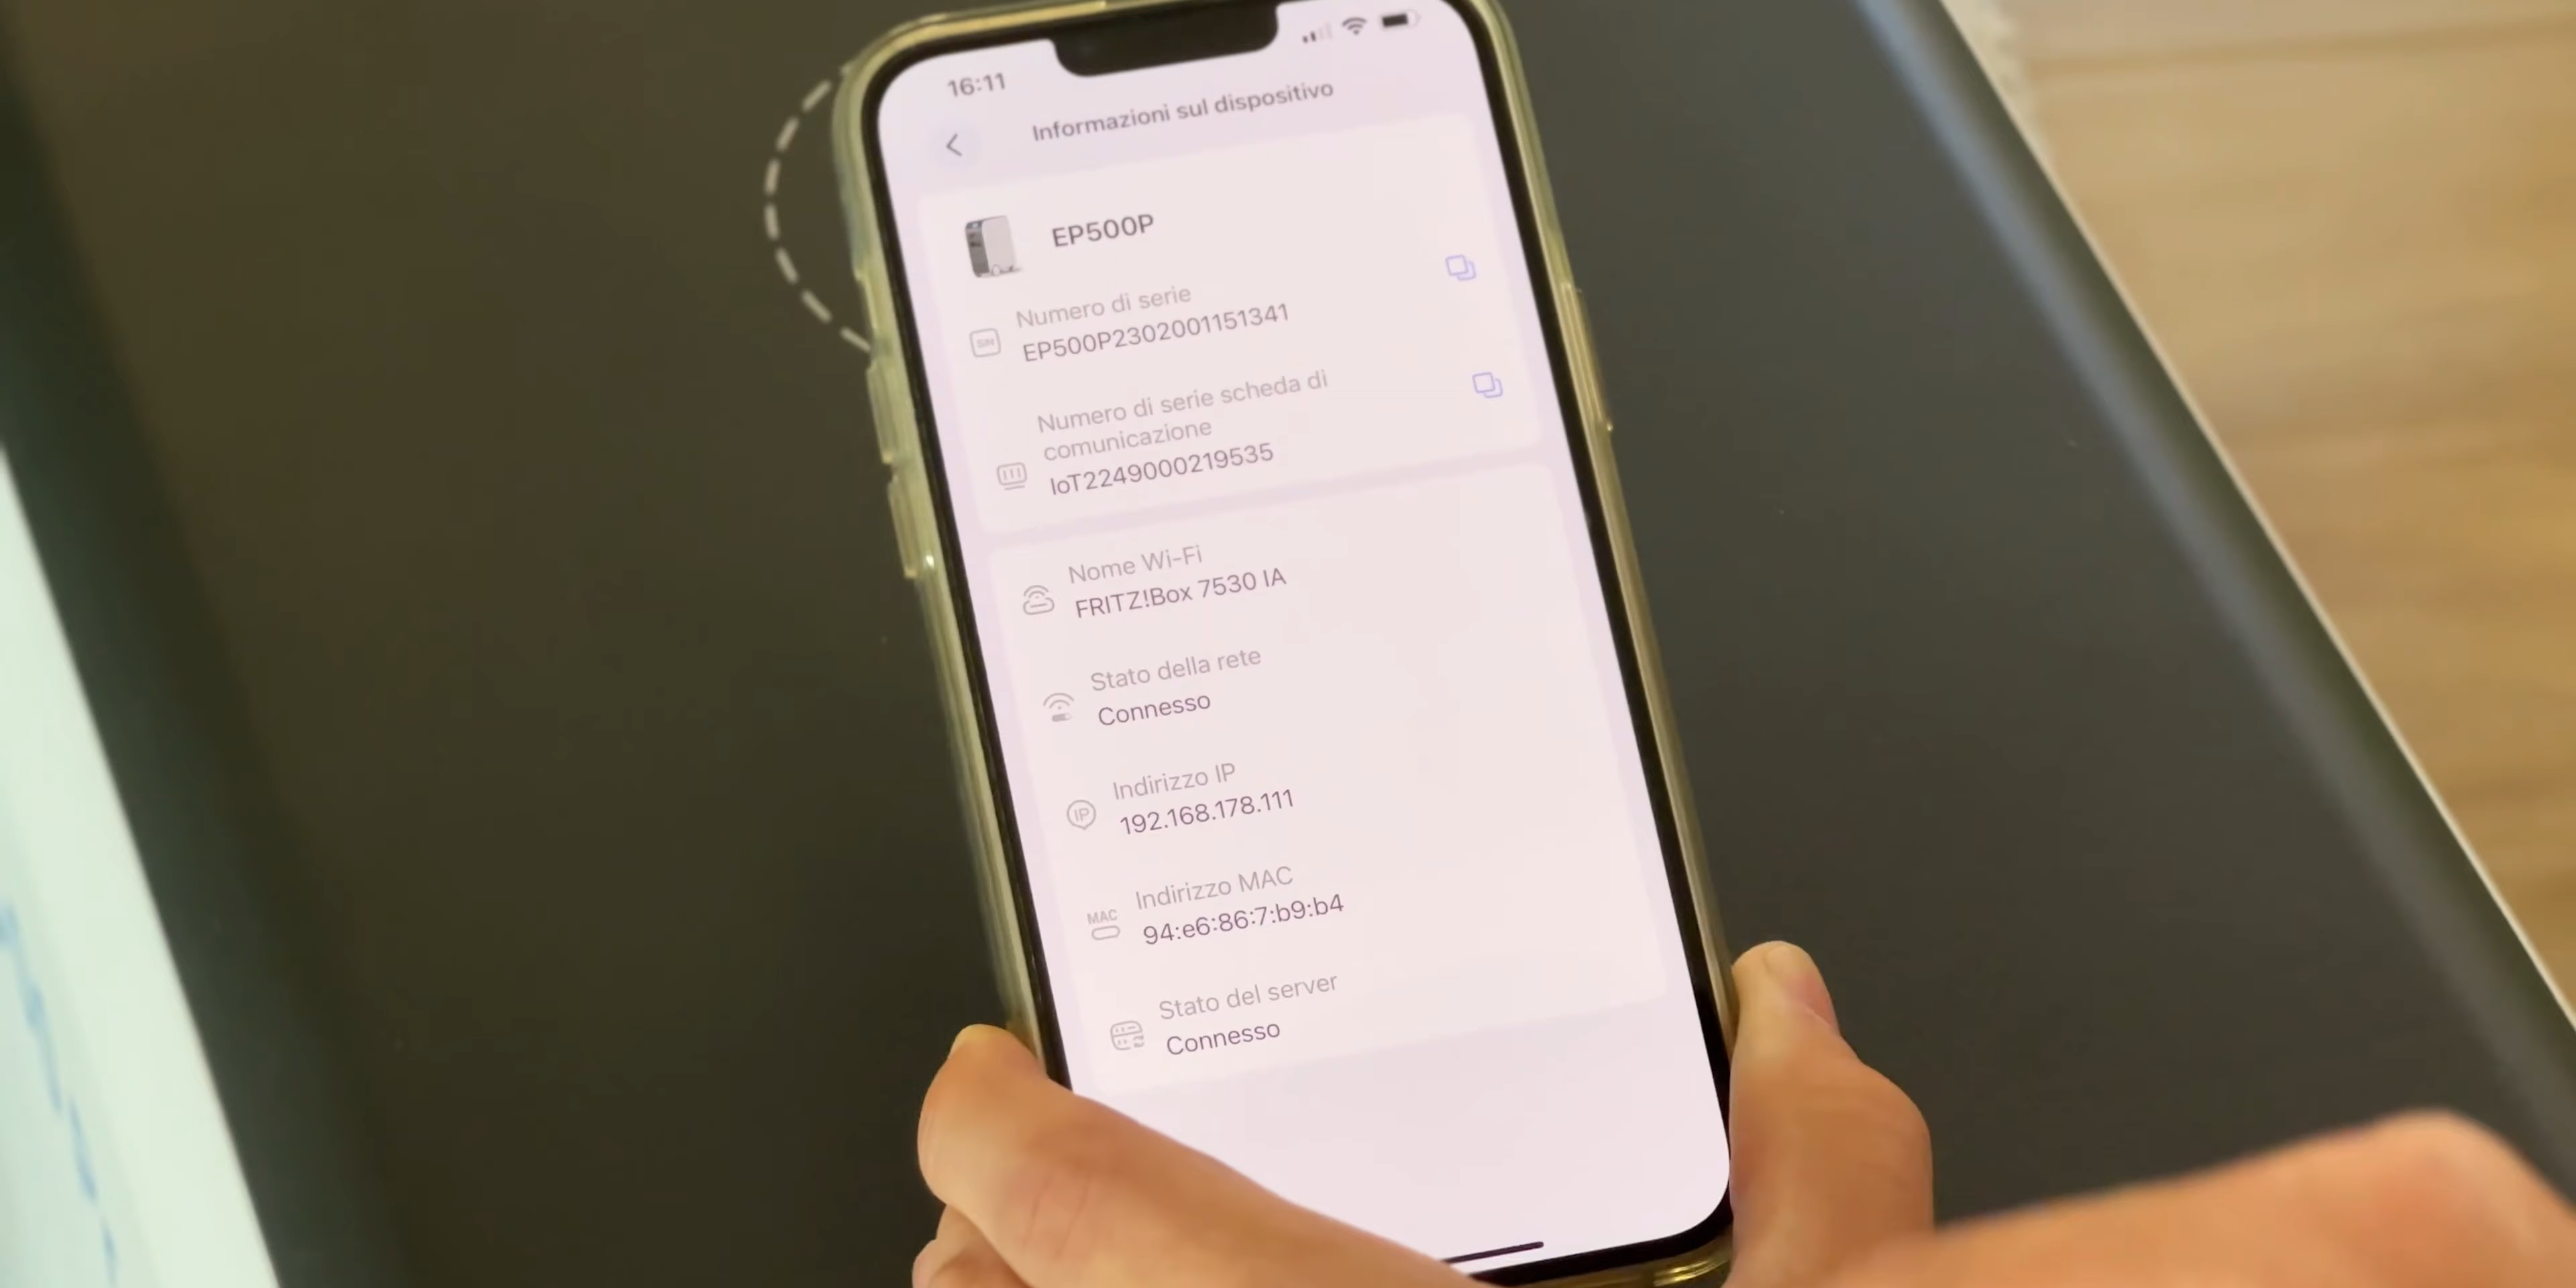 16:11
Informazioni sul dispositivo
EP500P
Numero di serie
SN
EP500P2302001151341
Numero di serie scheda di
comunicazione
IoT2249000219535
Nome Wi-Fi
FRITZ!Box 7530 IA
Stato della rete
Connesso
Indirizzo IP
IP
192.168.178.111
Indirizzo MAC
MAC
94:e6:86:7:b9:b4
Stato del server
Connesso